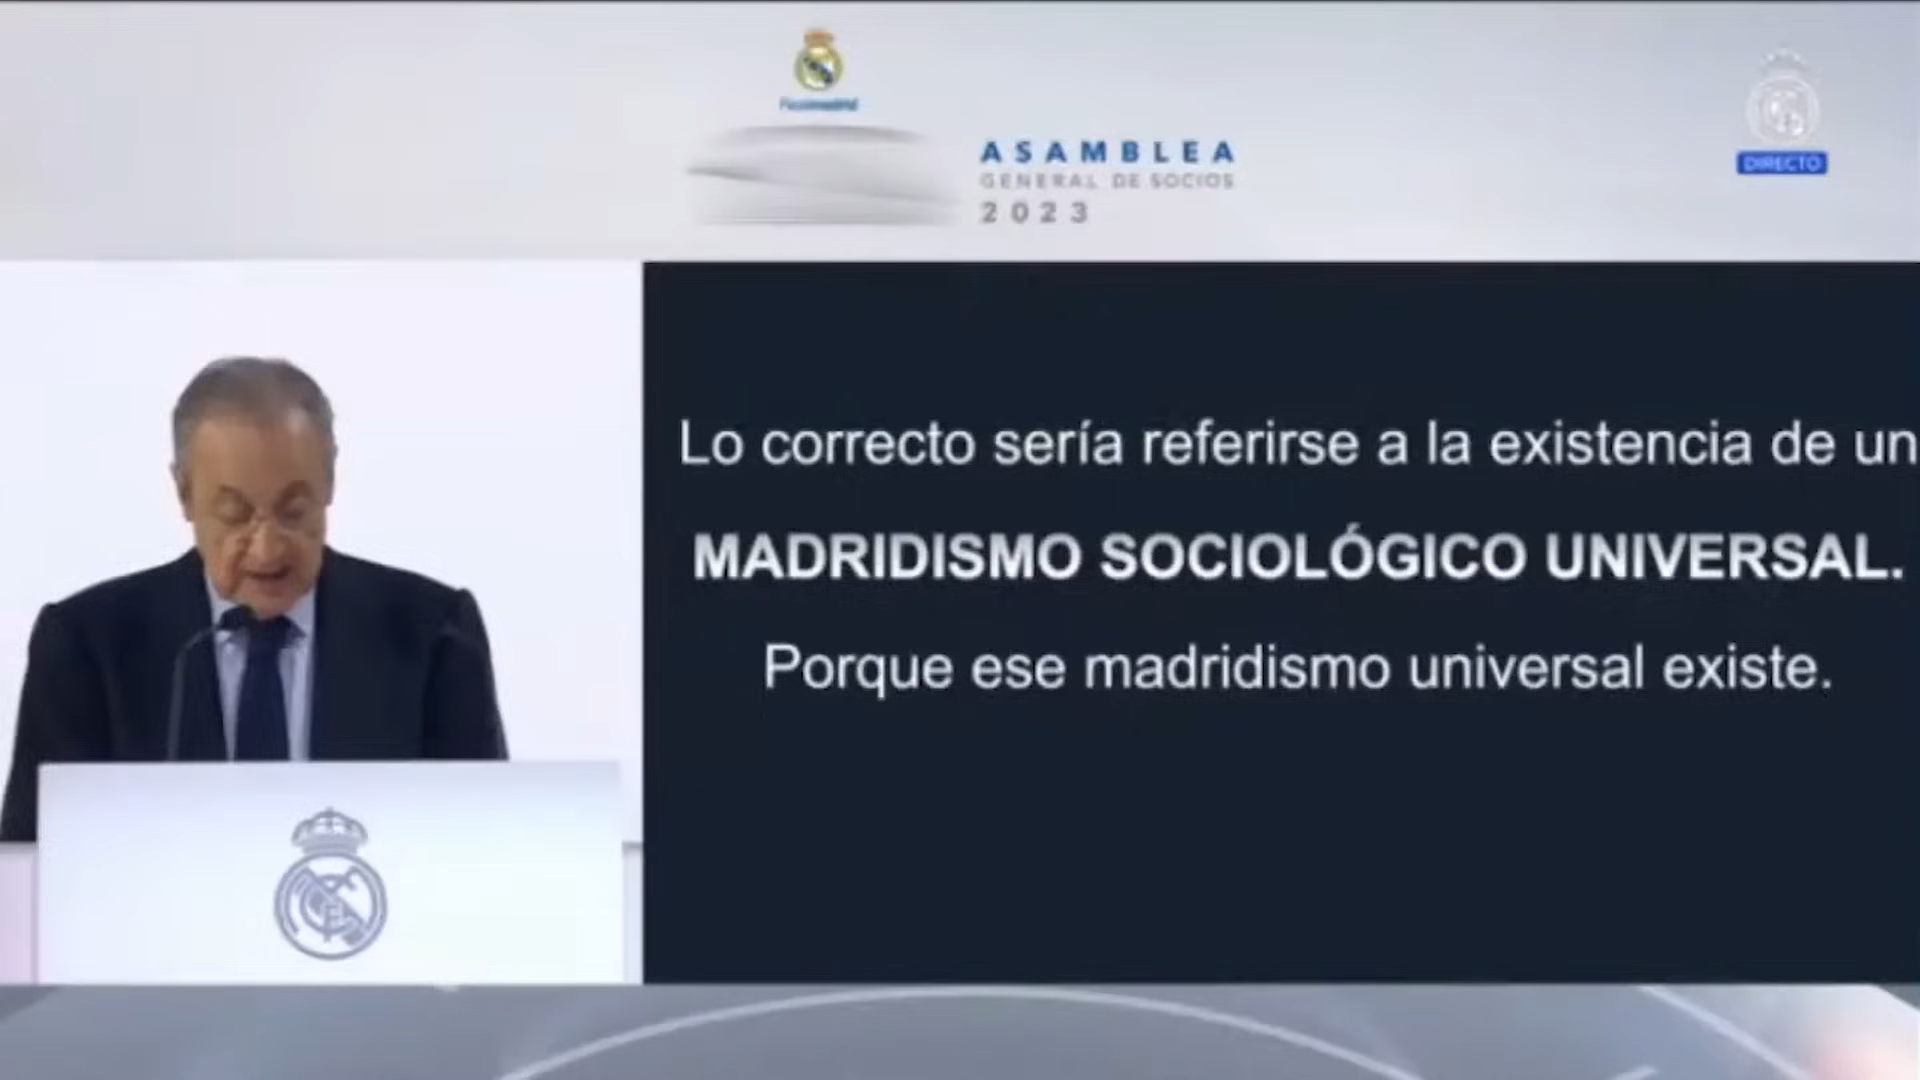 Realmadrid
ASAMBLEA
GENERAL DE SOCIOS
2023
DIRECTO
Lo correcto sería referirse a la existencia de un
MADRIDISMO SOCIOLÓGICO UNIVERSAL.
Porque ese madridismo universal existe.